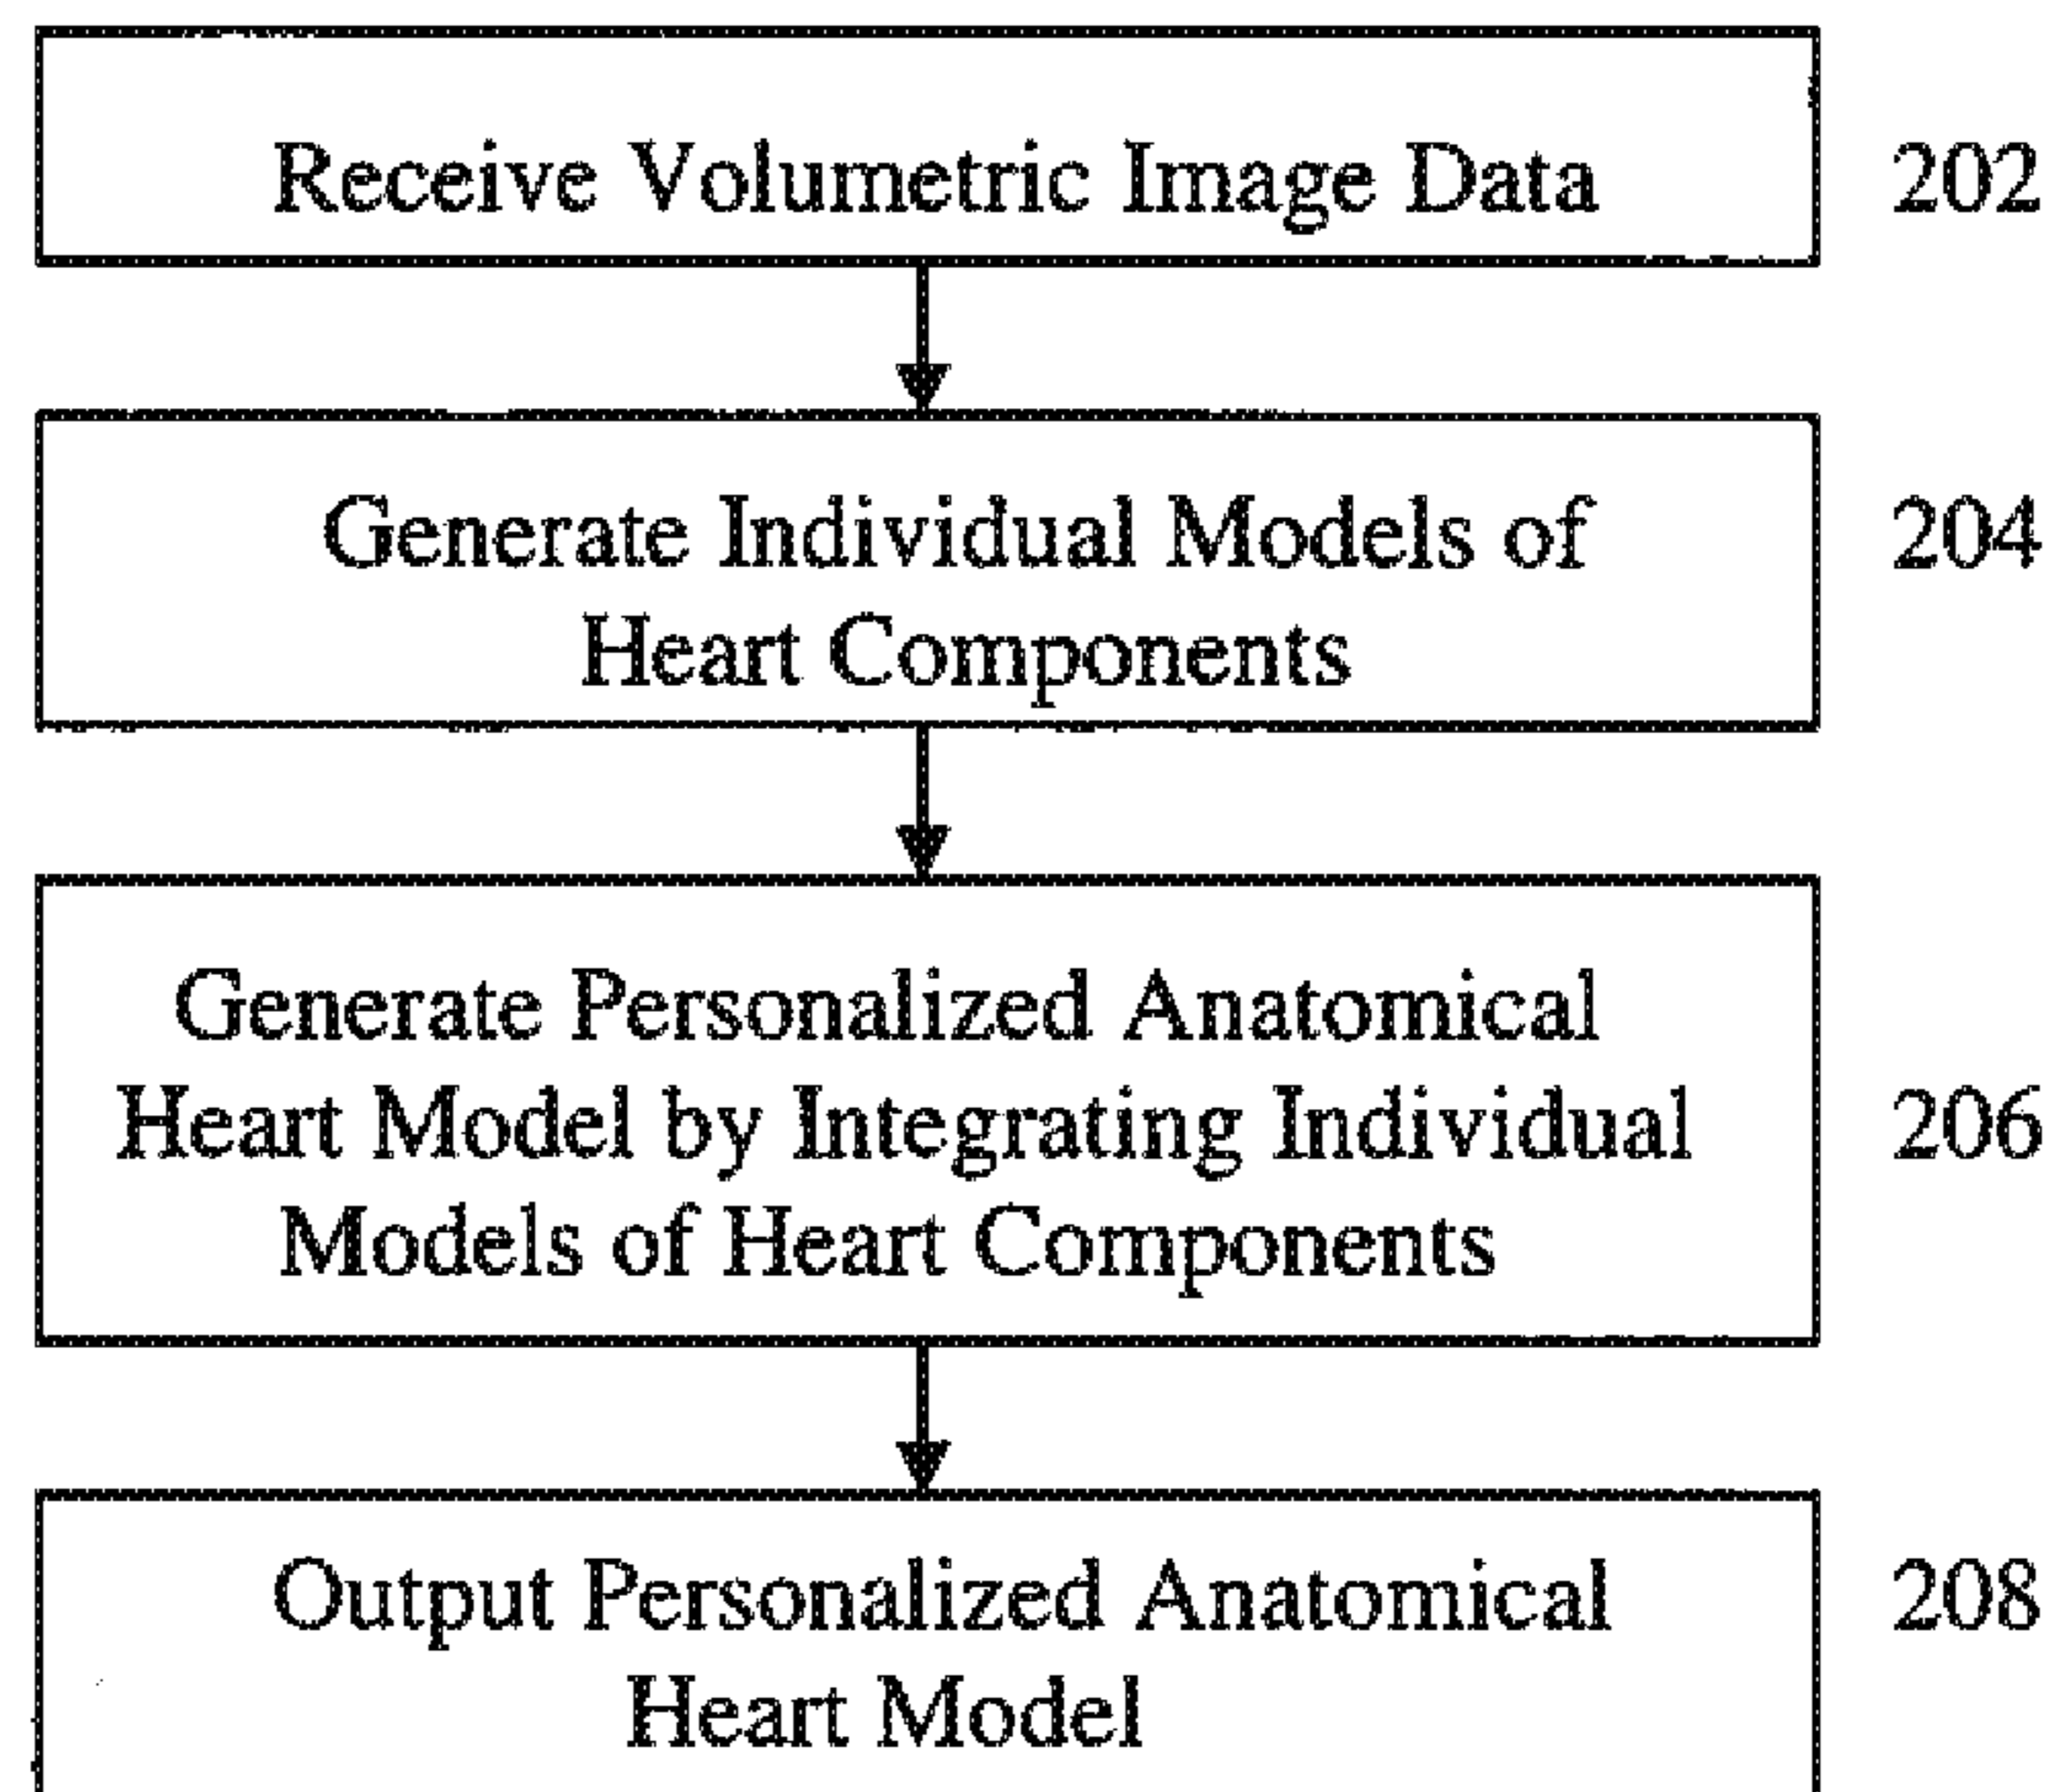 Receive Volumetric Image Data
202
Generate Individual Models of
204
Heart Components
Generate Personalized Anatomical
Heart Model by Integrating Individual
206
Models of Heart Components
Output Personalized Anatomical
208
Heart Model